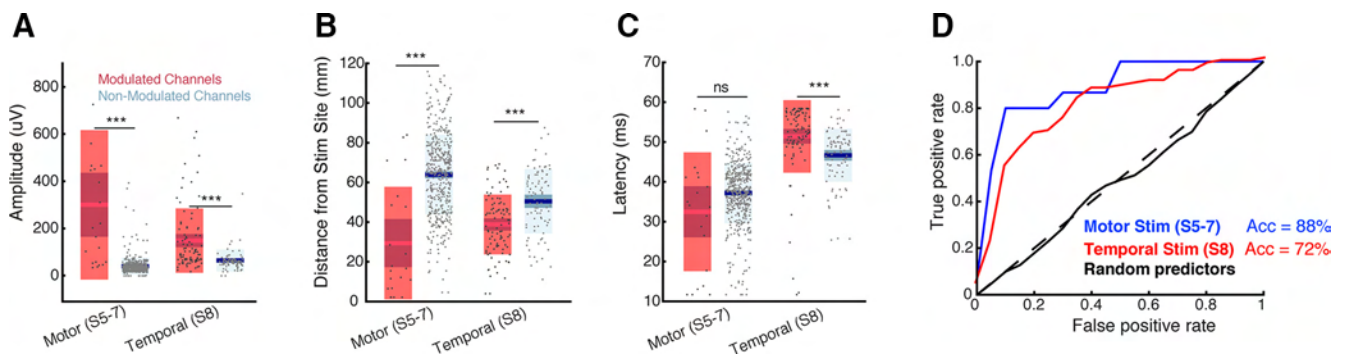 A
Amplitude (uV)
800
600
400
200
0
Modulated Channels
Non-Modulated Channels
***
***
Motor (S5-7)
Temporal (S8)
B
Distance from Stim Site (mm)
120
100
80
60
40
20
0
***
***
Motor (S5-7)
Temporal (S8)
C
Latency (ms)
70
60
50
40
30
20
10
ns
***
Motor (S5-7)
Temporal (S8)
D
True positive rate
1.0
0.8
0.6
0.4
0.2
0
Motor Stim (S5-7) Acc = 88%
Temporal Stim (S8) Acc = 72%
Random predictors
0 0.2 0.4 0.6 0.8 1
False positive rate